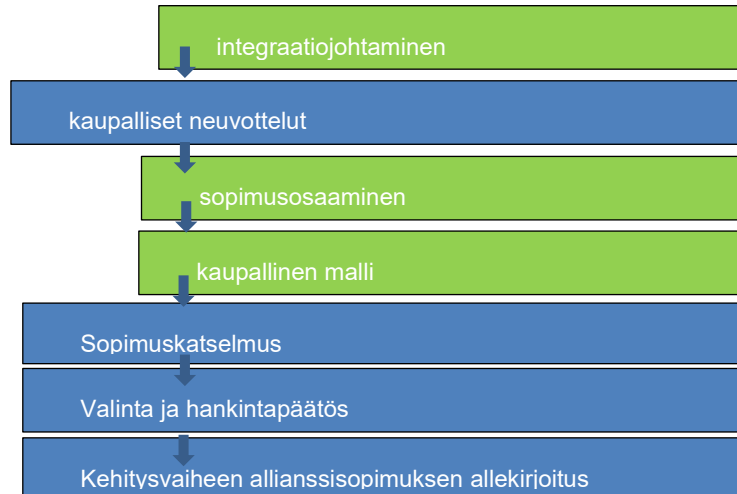 integraatiojohtaminen
kaupalliset neuvottelut
sopimusosaaminen
kaupallinen malli
Sopimuskatselmus
Valinta ja hankintapäätös
Kehitysvaiheen allianssisopimuksen allekirjoitus